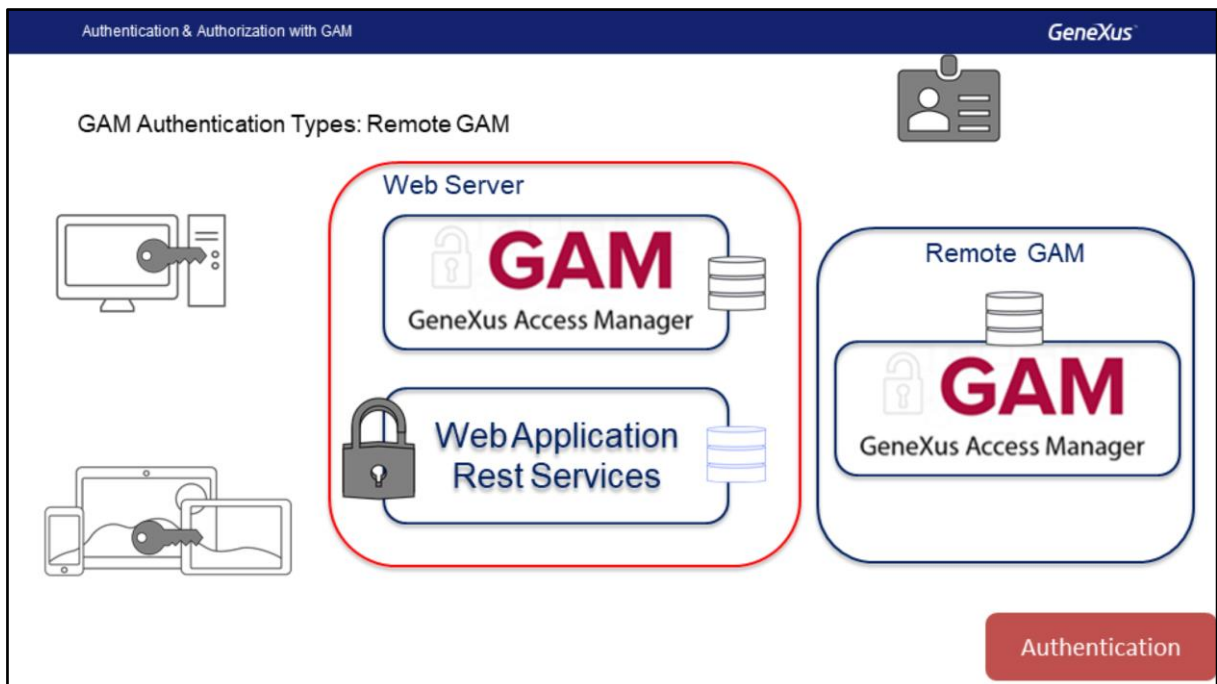 Authentication & Authorization with GAM
GeneXus™
GAM Authentication Types: Remote GAM
Web Server
GAM
GeneXus Access Manager
Web Application
Rest Services
Remote GAM
GAM
GeneXus Access Manager
Authentication